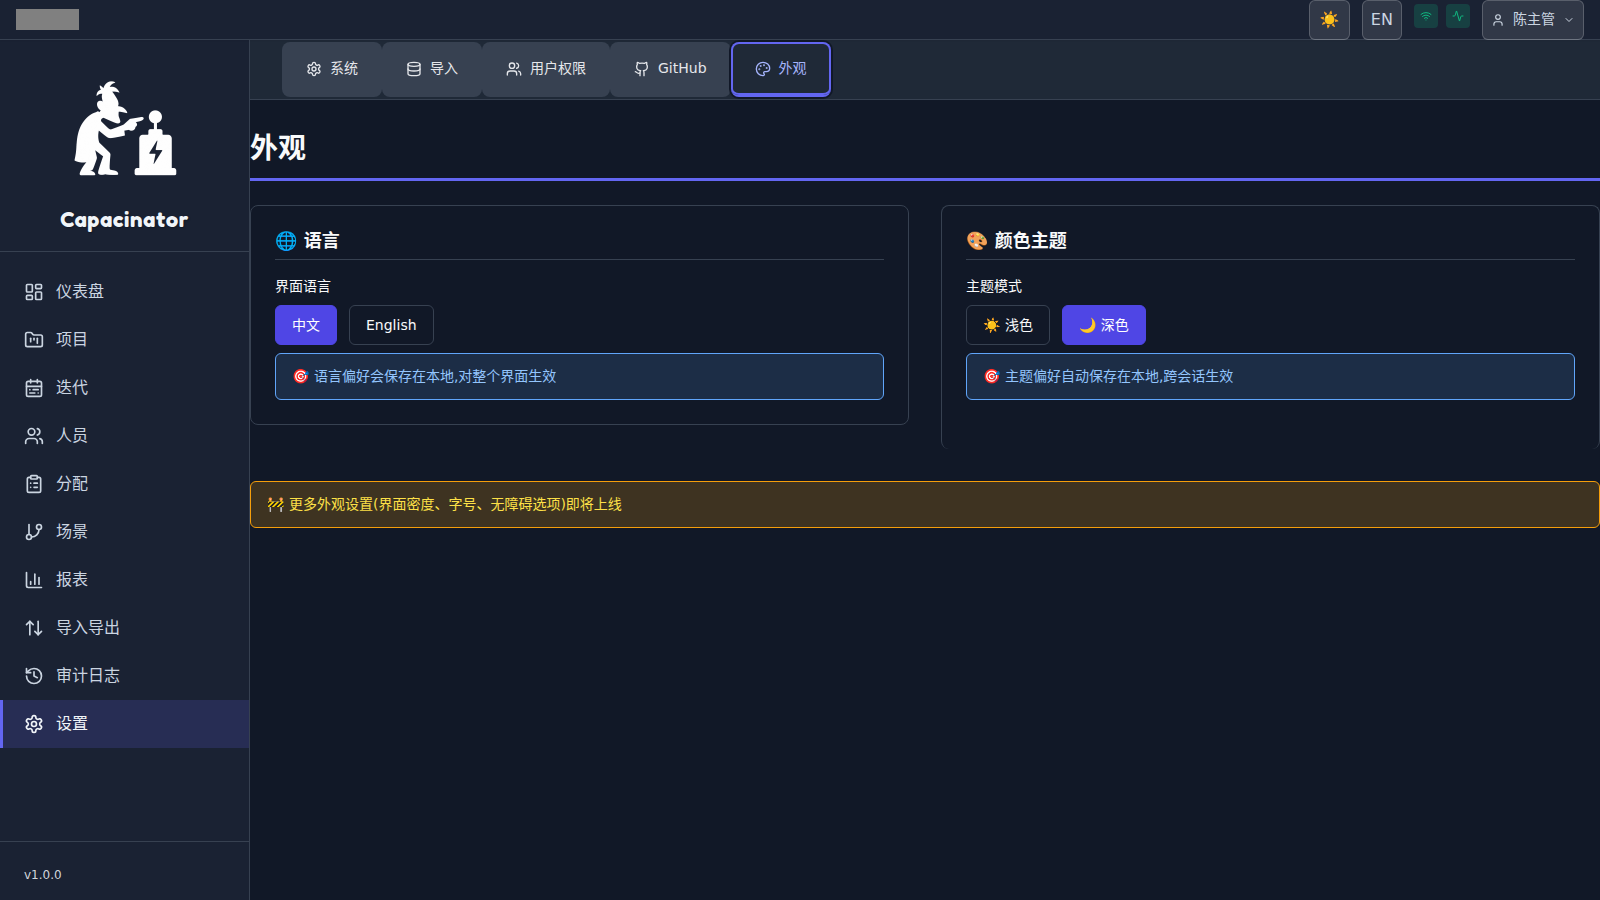 EN
陈主管
Capacinator
仪表盘
项目
迭代
人员
分配
场景
报表
导入导出
审计日志
设置
v1.0.0
系统
导入
用户权限
GitHub
外观
外观
🌐 语言
界面语言
中文
English
🎯 语言偏好会保存在本地,对整个界面生效
🎨 颜色主题
主题模式
☀️ 浅色
🌙 深色
🎯 主题偏好自动保存在本地,跨会话生效
🚧 更多外观设置(界面密度、字号、无障碍选项)即将上线